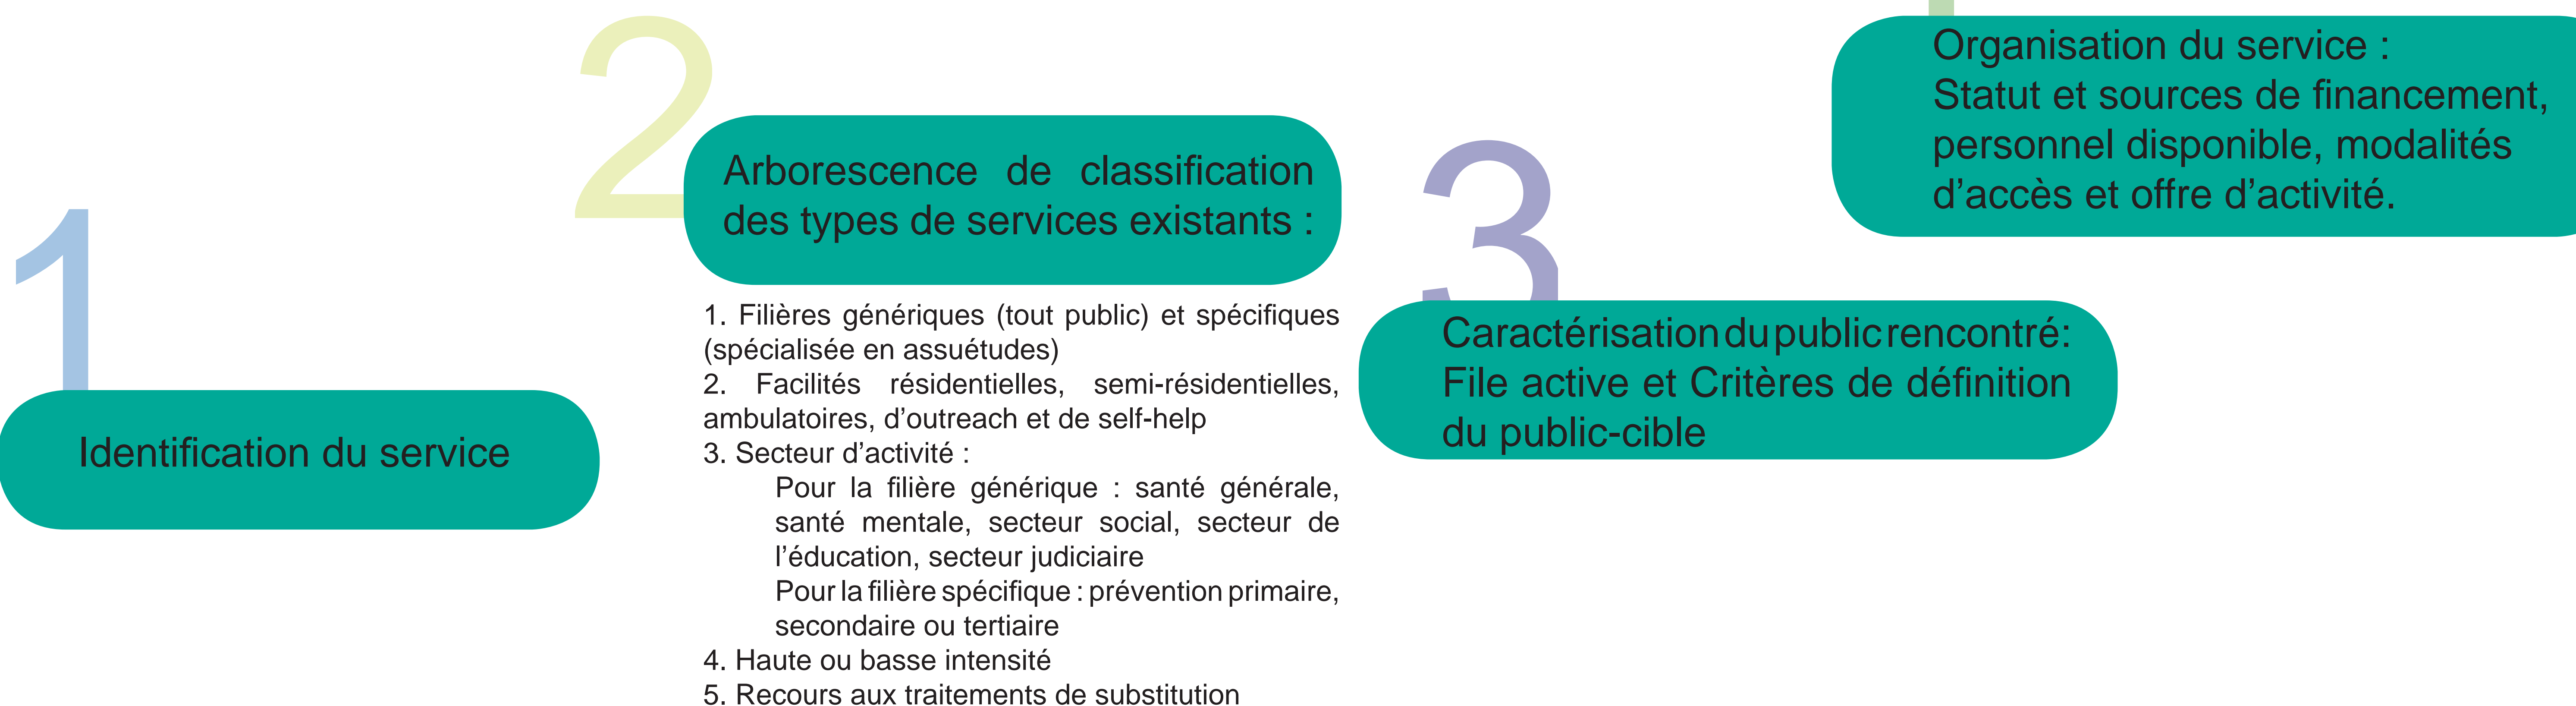 1
Identification du service
2
Arborescence de classification
des types de services existants :
1. Filières génériques (tout public) et spécifiques
(spécialisée en assuétudes)
2. Facilités résidentielles, semi-résidentielles,
ambulatoires, d’outreach et de self-help
3. Secteur d’activité :
Pour la filière générique : santé générale,
santé mentale, secteur social, secteur de
l’éducation, secteur judiciaire
Pour la filière spécifique : prévention primaire,
secondaire ou tertiaire
4. Haute ou basse intensité
5. Recours aux traitements de substitution
3
Caractérisation du public rencontré:
File active et Critères de définition
du public-cible
Organisation du service :
Statut et sources de financement,
personnel disponible, modalités
d’accès et offre d’activité.